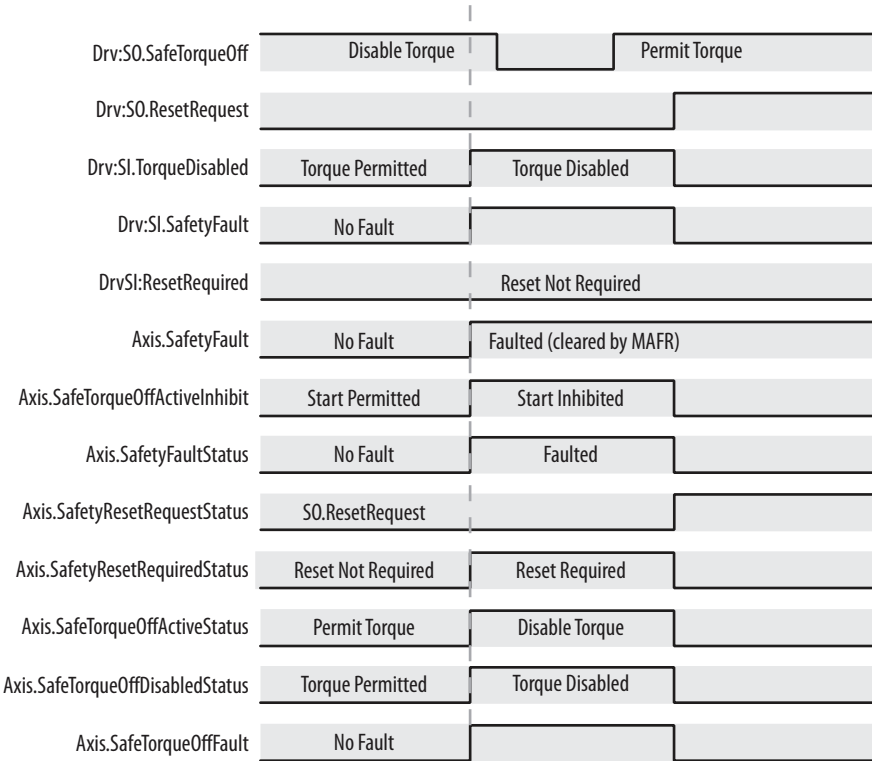 Drv:SO.SafeTorqueOff Disable Torque Permit Torque
Drv:SO.ResetRequest
Drv:SI.TorqueDisabled Torque Permitted Torque Disabled
Drv:SI.SafetyFault No Fault
DrvSI:ResetRequired Reset Not Required
Axis.SafetyFault No Fault Faulted (cleared by MAFR)
Axis.SafeTorqueOffActiveInhibit Start Permitted Start Inhibited
Axis.SafetyFaultStatus No Fault Faulted
Axis.SafetyResetRequestStatus SO.ResetRequest
Axis.SafetyResetRequiredStatus Reset Not Required Reset Required
Axis.SafeTorqueOffActiveStatus Permit Torque Disable Torque
Axis.SafeTorqueOffDisabledStatus Torque Permitted Torque Disabled
Axis.SafeTorqueOffFault No Fault